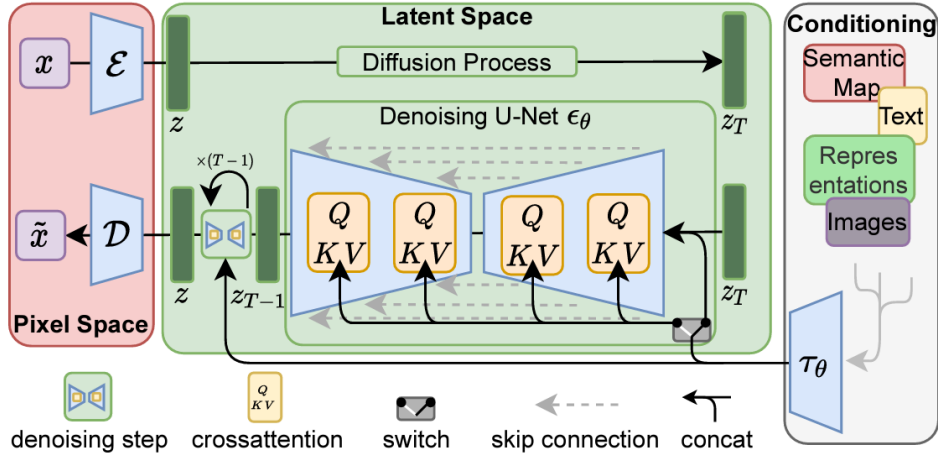 Latent Space
Conditioning
x
ℰ
z
Diffusion Process
z_T
Semantic
Map
Text
Repres
entations
Images
Denoising U-Net ϵ_θ
×(T−1)
x̃
𝒟
z
z_{T−1}
Q
KV
Q
KV
Q
KV
Q
KV
z_T
Pixel Space
τ_θ
Q
KV
denoising step
crossattention
switch
skip connection
concat